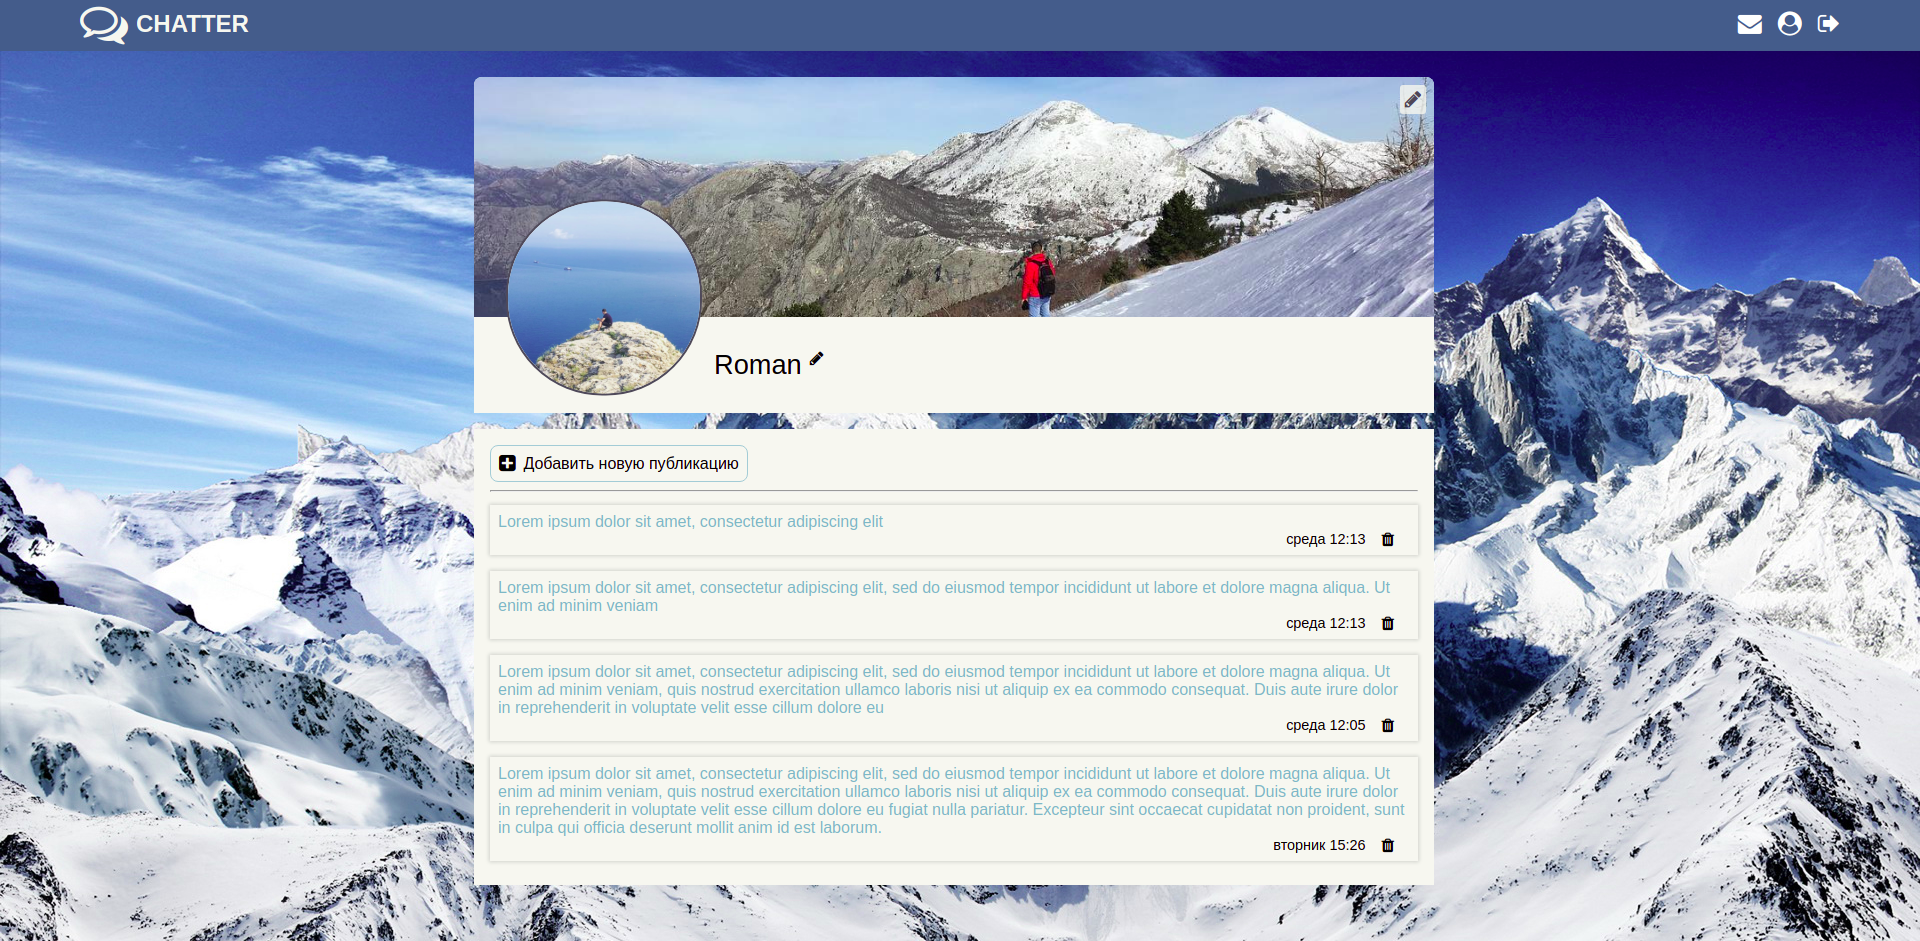 CHATTER
Roman
Добавить новую публикацию
Lorem ipsum dolor sit amet, consectetur adipiscing elit
среда 12:13
Lorem ipsum dolor sit amet, consectetur adipiscing elit, sed do eiusmod tempor incididunt ut labore et dolore magna aliqua. Ut
enim ad minim veniam
среда 12:13
Lorem ipsum dolor sit amet, consectetur adipiscing elit, sed do eiusmod tempor incididunt ut labore et dolore magna aliqua. Ut
enim ad minim veniam, quis nostrud exercitation ullamco laboris nisi ut aliquip ex ea commodo consequat. Duis aute irure dolor
in reprehenderit in voluptate velit esse cillum dolore eu
среда 12:05
Lorem ipsum dolor sit amet, consectetur adipiscing elit, sed do eiusmod tempor incididunt ut labore et dolore magna aliqua. Ut
enim ad minim veniam, quis nostrud exercitation ullamco laboris nisi ut aliquip ex ea commodo consequat. Duis aute irure dolor
in reprehenderit in voluptate velit esse cillum dolore eu fugiat nulla pariatur. Excepteur sint occaecat cupidatat non proident, sunt
in culpa qui officia deserunt mollit anim id est laborum.
вторник 15:26